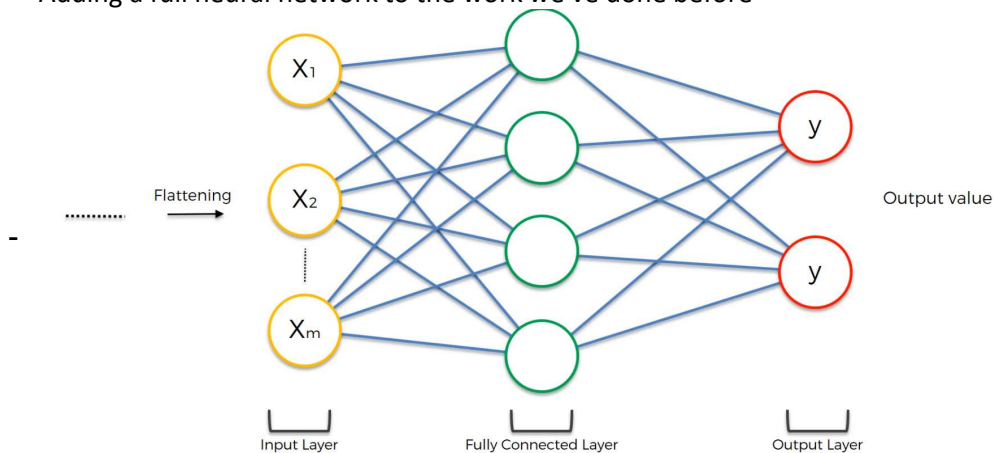 Adding a full neural network to the work we've done before
X1
y
Flattening
X2
Output value
-
y
Xm
Input Layer
Fully Connected Layer
Output Layer